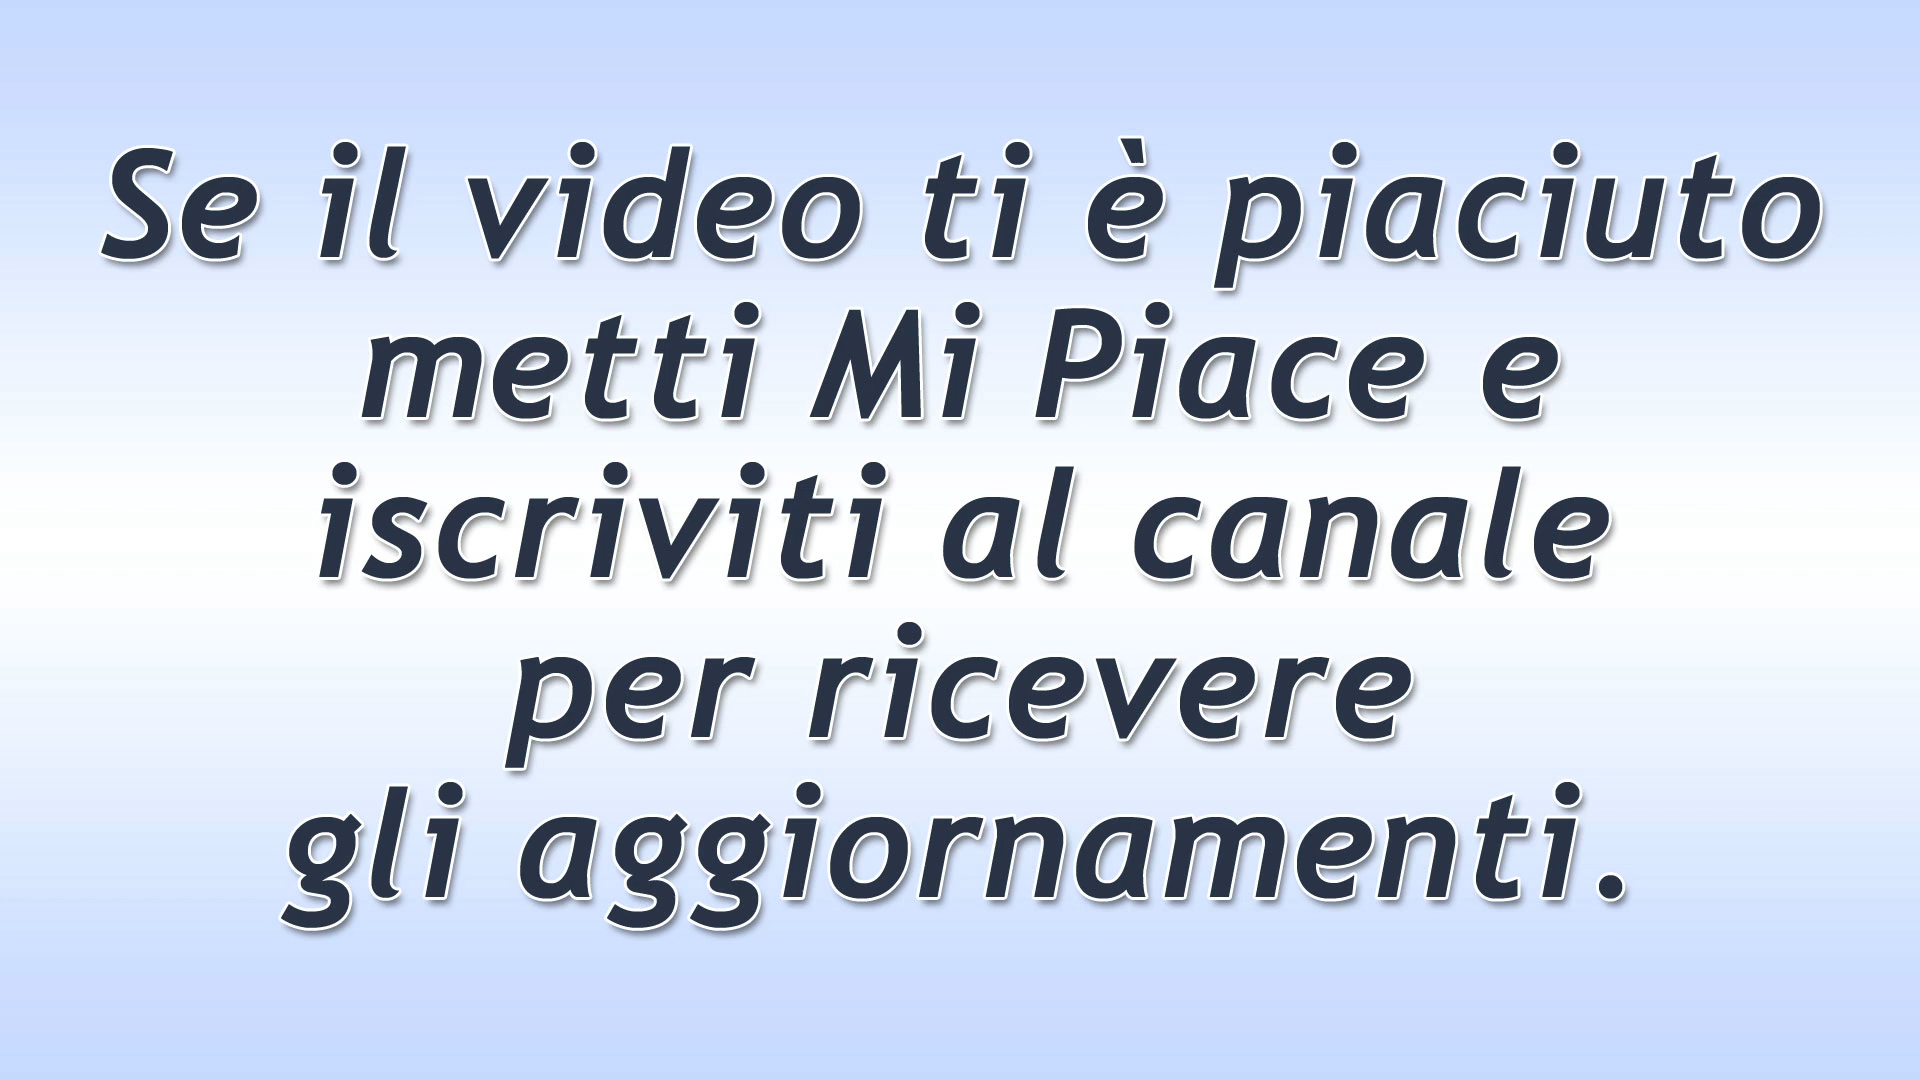 Se il video ti è piaciuto
metti Mi Piace e
iscriviti al canale
per ricevere
gli aggiornamenti.